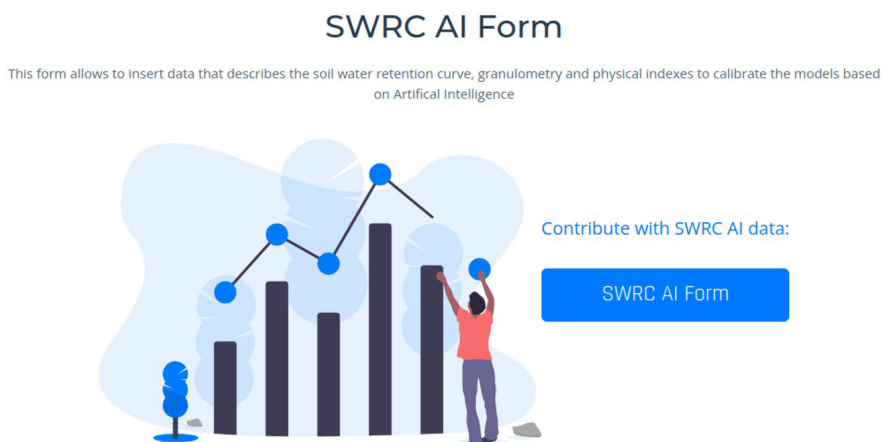 SWRC AI Form
This form allows to insert data that describes the soil water retention curve, granulometry and physical indexes to calibrate the models based
on Artifical Intelligence
Contribute with SWRC AI data:
SWRC AI Form